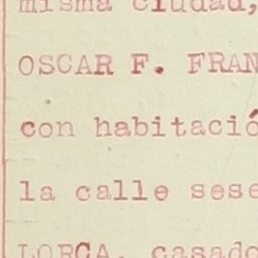 misma ciudad,
OSCAR F. FRAN
con habitació
la calle sese
LORCA, casado